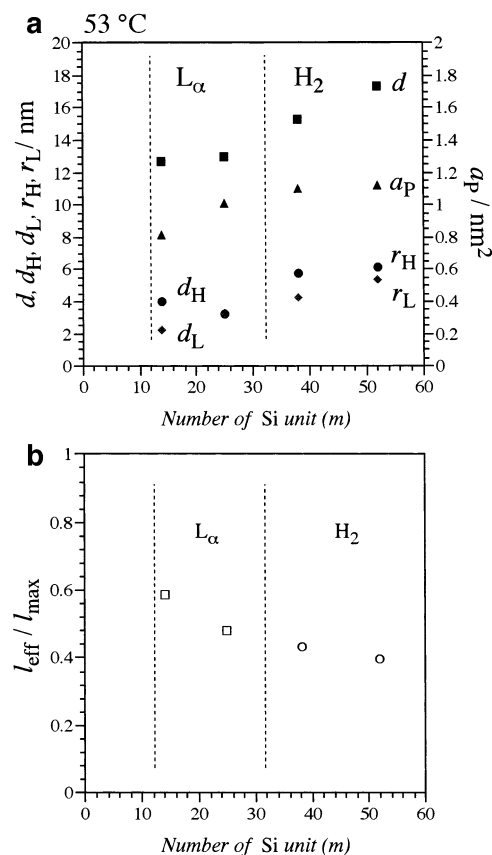 a 53 °C
20 2
18 1.8
16 1.6
14 1.4
12 1.2
10 1
8 0.8
6 0.6
4 0.4
2 0.2
0 0
Lα H2
d
aP
dH rH
dL rL
d, dH, dL, rH, rL / nm
aP / nm²
0 10 20 30 40 50 60
Number of Si unit (m)
b
1
0.8
0.6
0.4
0.2
0
Lα H2
leff / lmax
0 10 20 30 40 50 60
Number of Si unit (m)